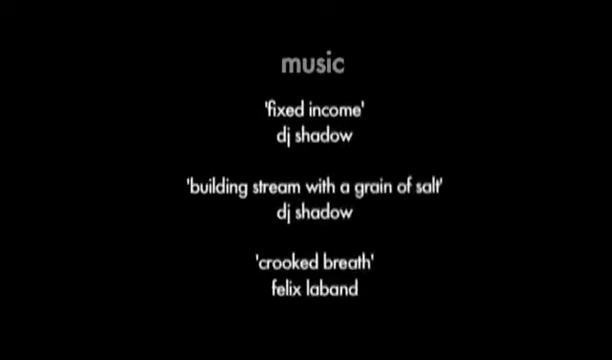 music
'fixed income'
dj shadow
'building stream with a grain of salt'
dj shadow
'crooked breath'
felix laband